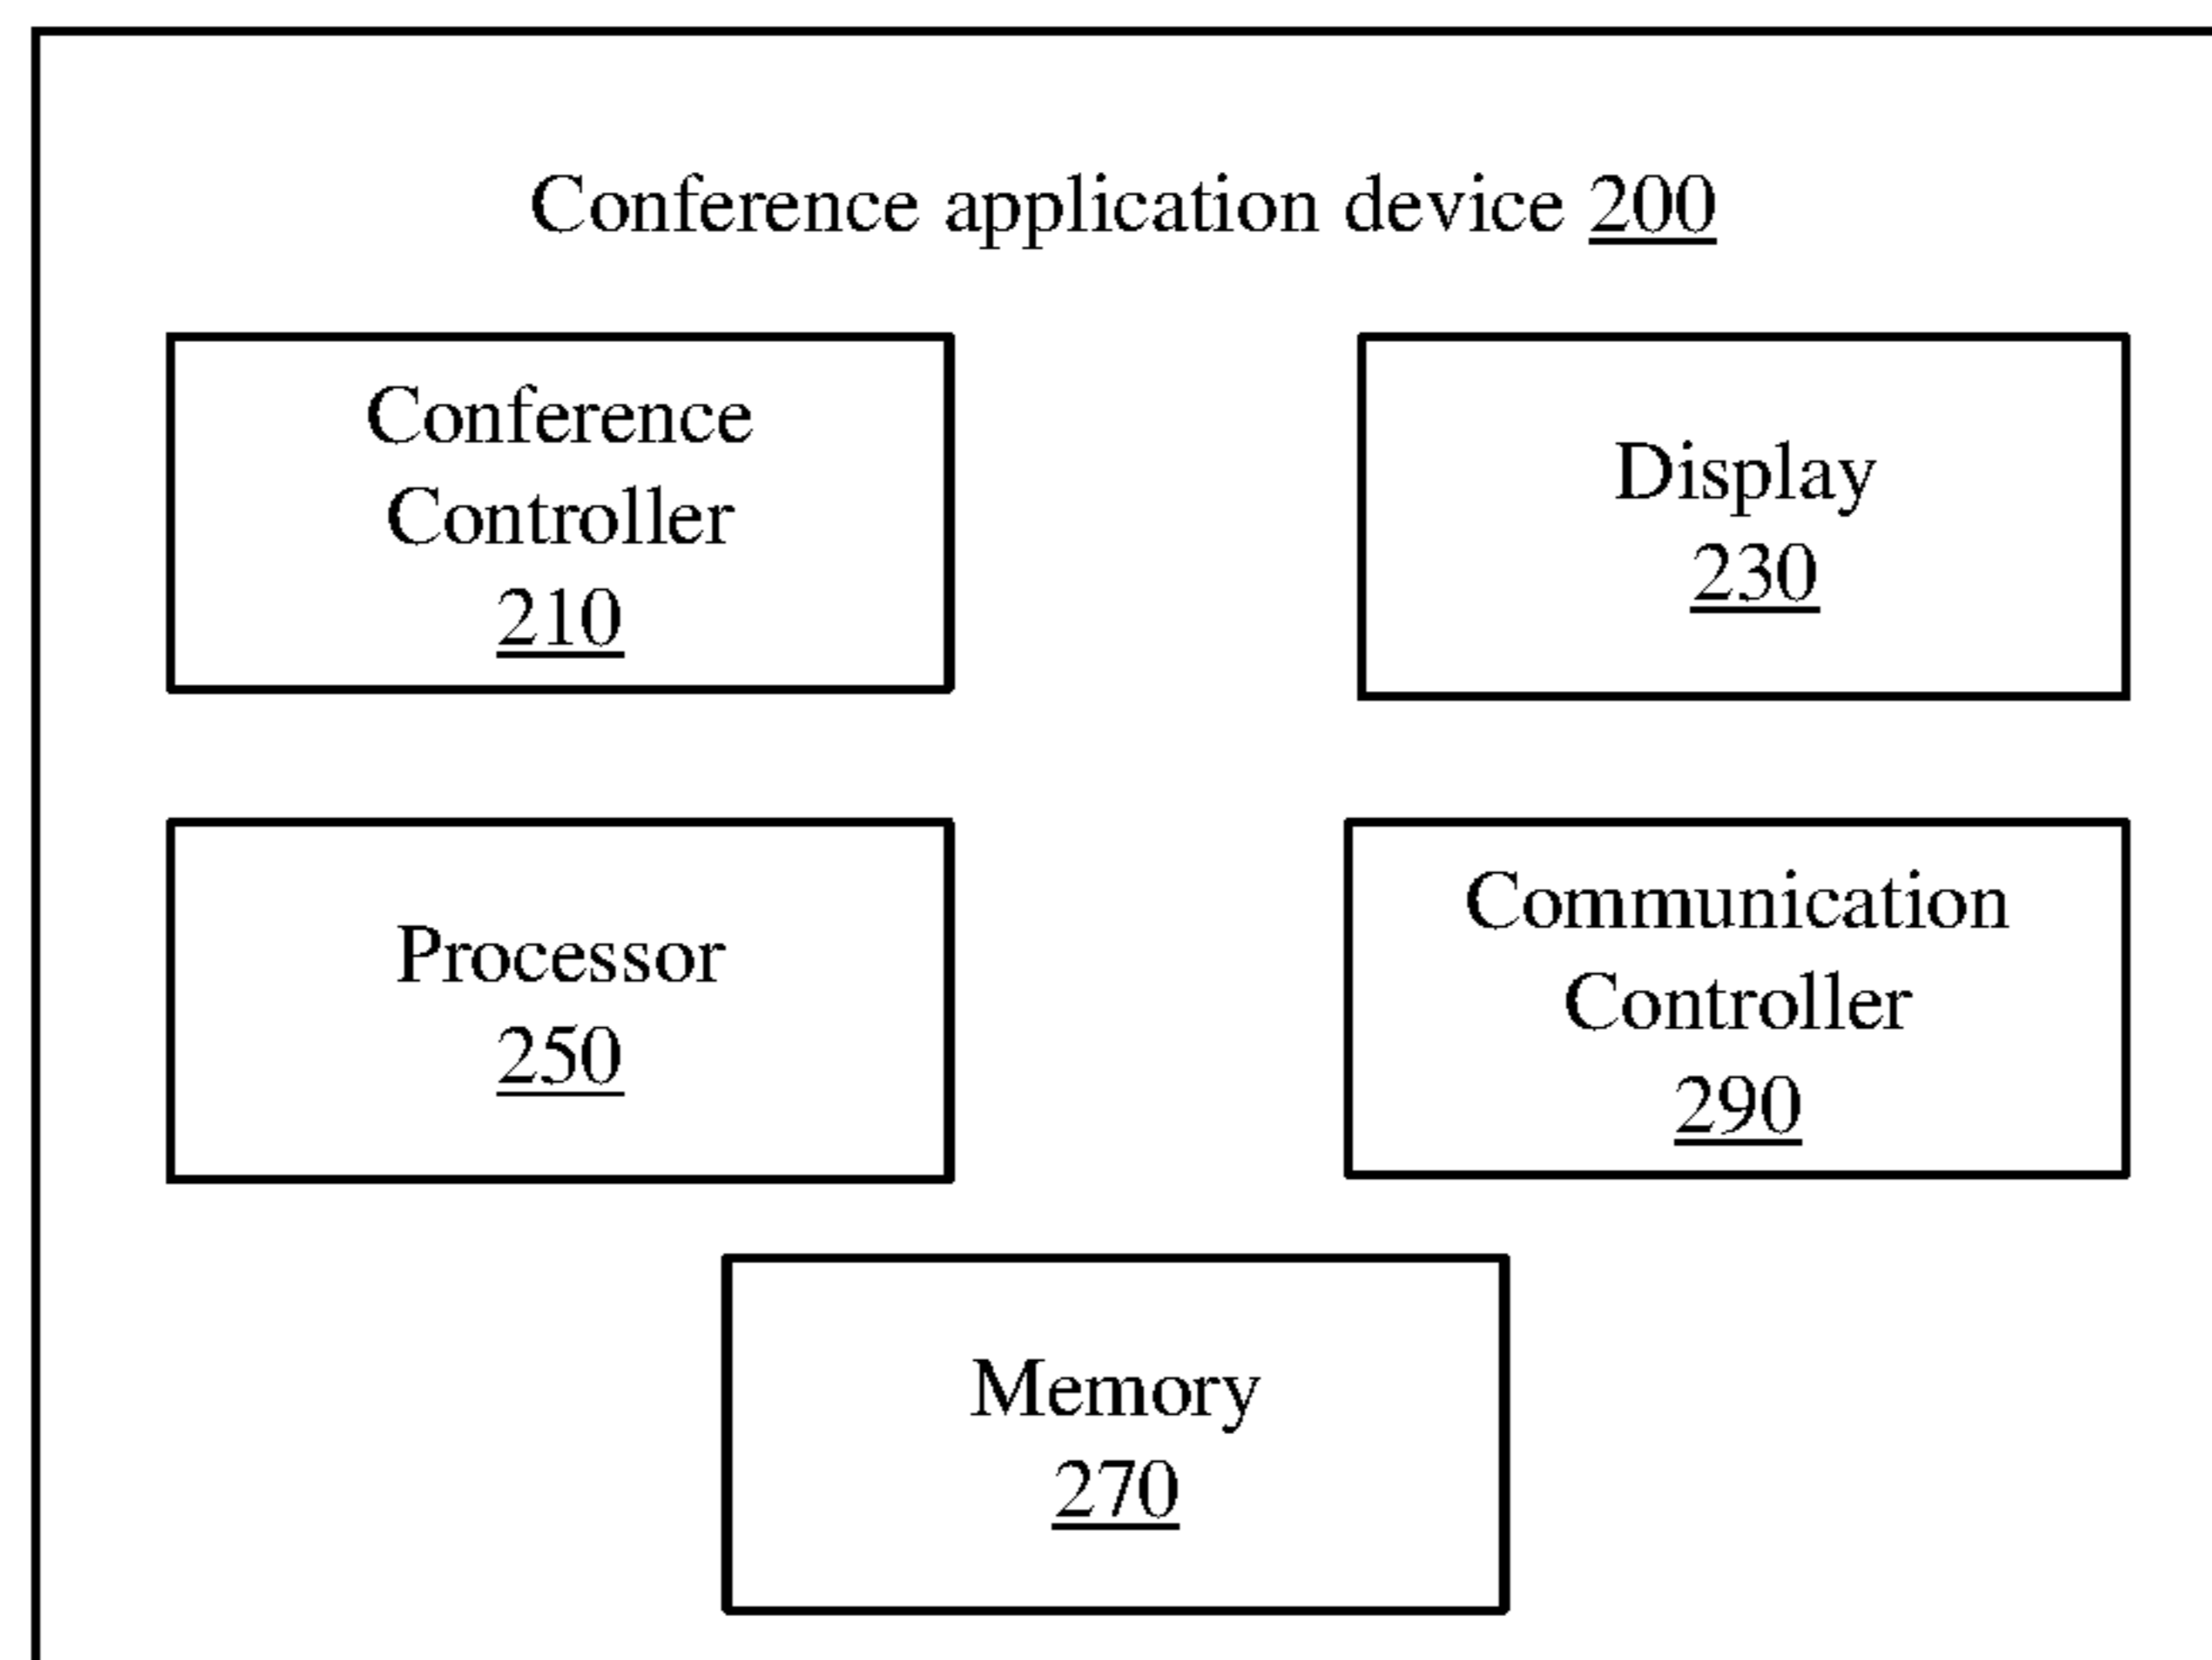 Conference application device 200
Conference
Controller
210
Display
230
Processor
250
Communication
Controller
290
Memory
270